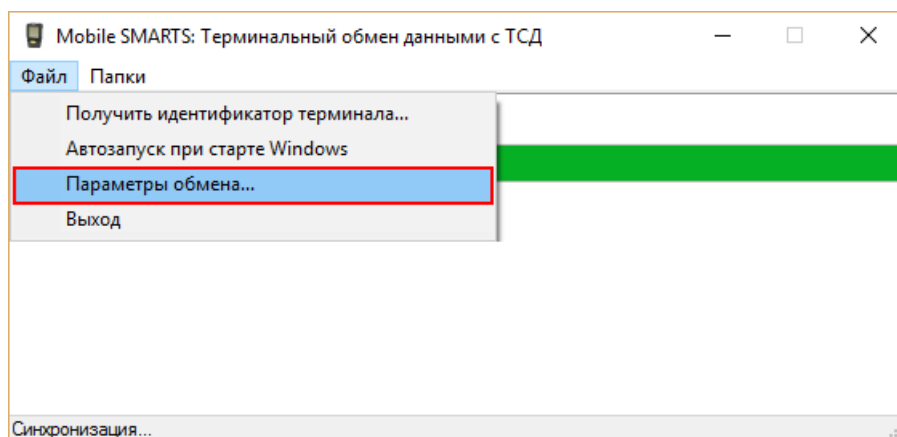 Mobile SMARTS: Терминальный обмен данными с ТСД
Файл Папки
Получить идентификатор терминала...
Автозапуск при старте Windows
Параметры обмена...
Выход
Синхронизация...